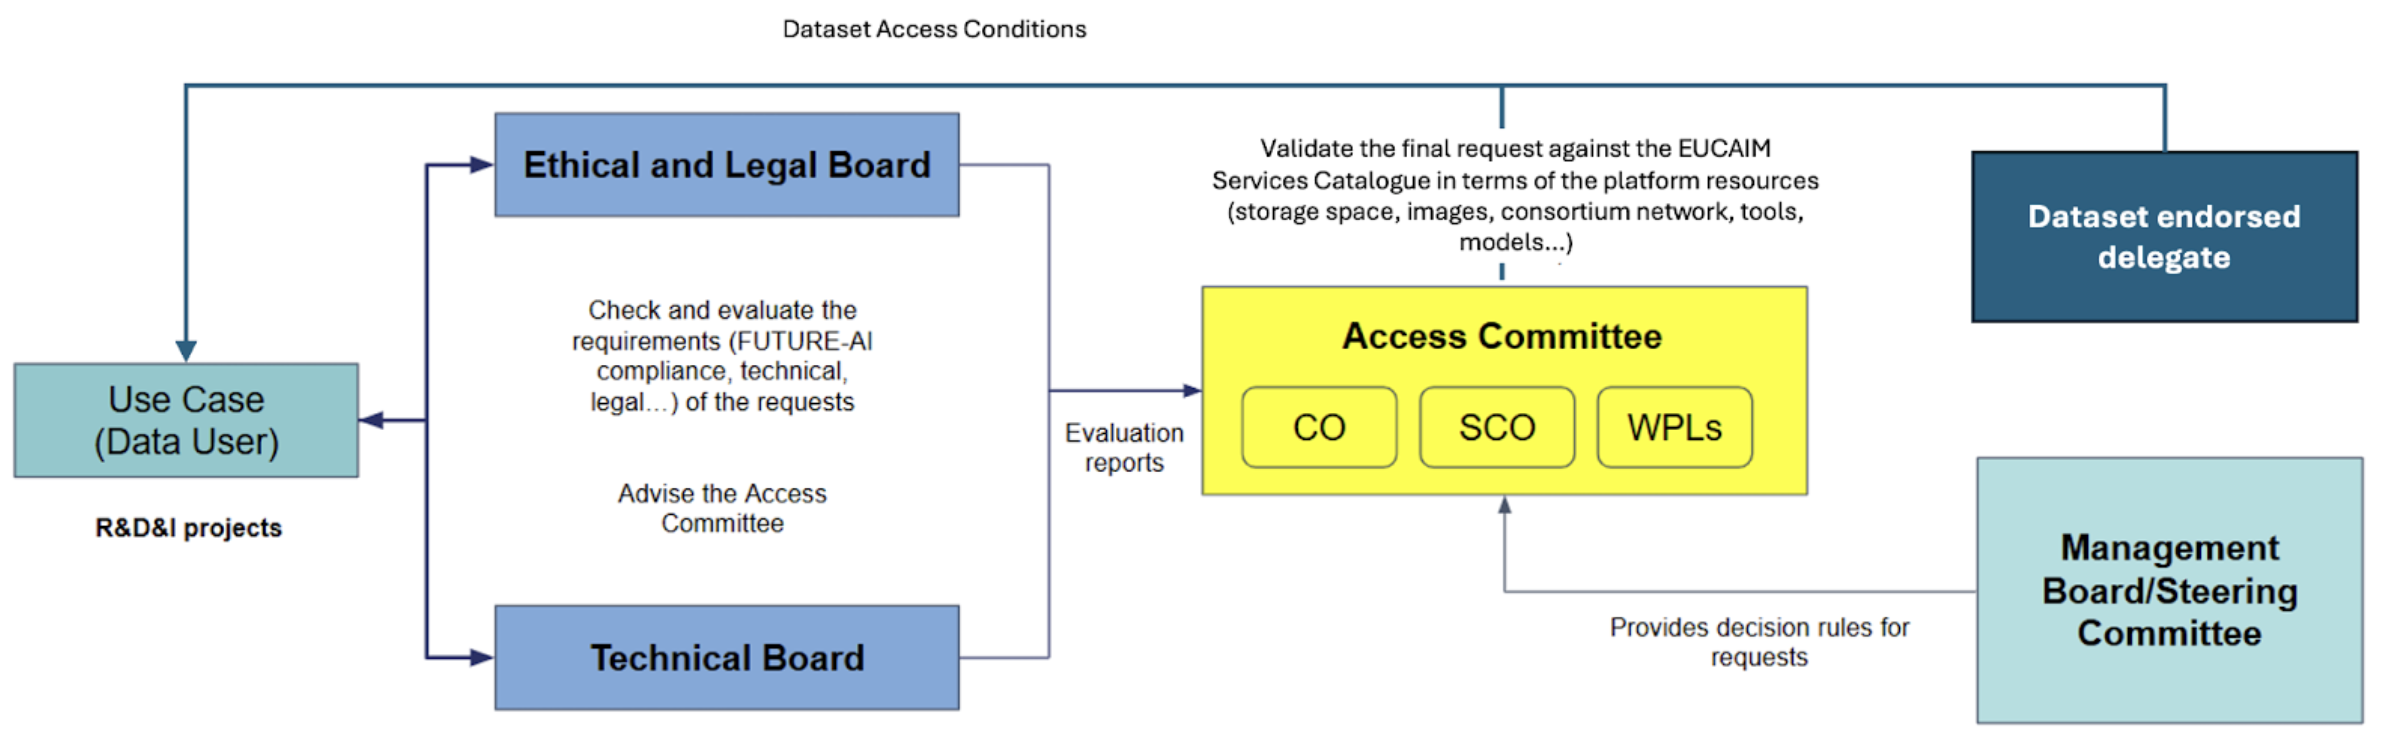 Dataset Access Conditions
Ethical and Legal Board
Validate the final request against the EUCAIM
Services Catalogue in terms of the platform resources
(storage space, images, consortium network, tools,
models...)
Dataset endorsed
delegate
Check and evaluate the
requirements (FUTURE-AI
compliance, technical,
legal...) of the requests
Use Case
(Data User)
R&D&I projects
Advise the Access
Committee
Evaluation
reports
Access Committee
CO
SCO
WPLs
Technical Board
Provides decision rules for
requests
Management
Board/Steering
Committee